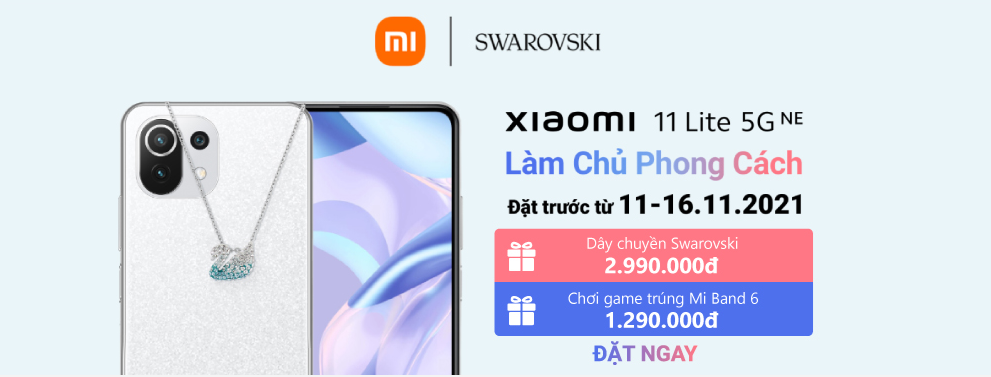 mi
SWAROVSKI
xiaomi 11 Lite 5G NE
Làm Chủ Phong Cách
Đặt trước từ 11-16.11.2021
Dây chuyền Swarovski
2.990.000đ
Chơi game trúng Mi Band 6
1.290.000đ
ĐẶT NGAY